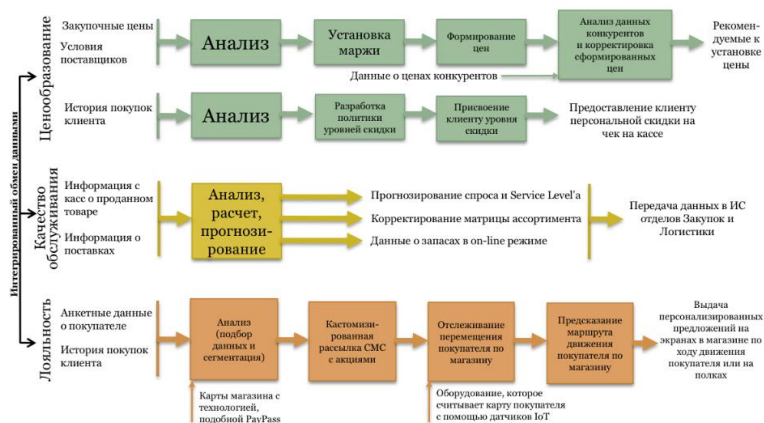 Интегрированный обмен данными
Ценообразование
Закупочные цены
Условия
поставщиков
Анализ
Установка
маржи
Формирование
цен
Анализ данных
конкурентов
и корректировка
сформированных
цен
Рекомен-
дуемые к
установке
цены
Данные о ценах конкурентов
История покупок
клиента
Анализ
Разработка
политики
уровней скидки
Присвоение
клиенту уровня
скидки
Предоставление клиенту
персональной скидки на
чек на кассе
Качество
обслуживания
Информация с
касс о проданном
товаре
Информация о
поставках
Анализ,
расчет,
прогнози-
рование
Прогнозирование спроса и Service Level'а
Корректирование матрицы ассортимента
Данные о запасах в on-line режиме
Передача данных в ИС
отделов Закупок и
Логистики
Лояльность
Анкетные данные
о покупателе
История покупок
клиента
Анализ
(подбор
данных и
сегментация)
Кастомизи-
рованная
рассылка СМС
с акциями
Отслеживание
перемещения
покупателя по
магазину
Предсказание
маршрута
движения
покупателя по
магазину
Выдача
персонализированных
предложений на
экранах в магазине по
ходу движения
покупателя или на
полках
Карты магазина с
технологией,
подобной PayPass
Оборудование, которое
считывает карту покупателя
с помощью датчиков IoT